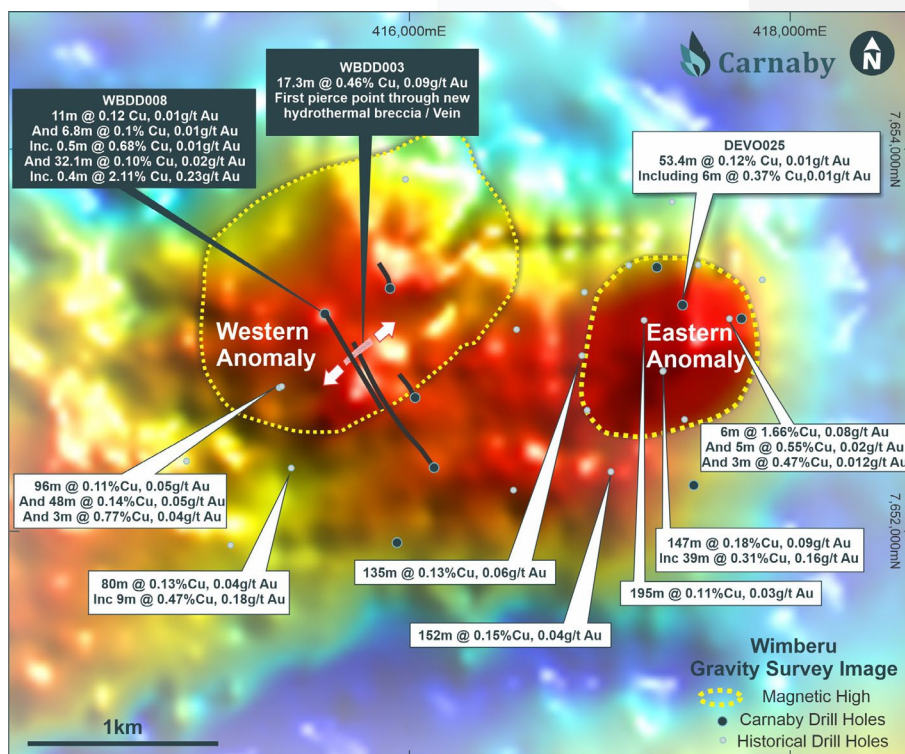 416,000mE
418,000mE
Carnaby
N
WBDD003
17.3m @ 0.46% Cu, 0.09g/t Au
First pierce point through new
hydrothermal breccia / Vein
WBDD008
11m @ 0.12 Cu, 0.01g/t Au
And 6.8m @ 0.1% Cu, 0.01g/t Au
Inc. 0.5m @ 0.68% Cu, 0.01g/t Au
And 32.1m @ 0.10% Cu, 0.02g/t Au
Inc. 0.4m @ 2.11% Cu, 0.23g/t Au
DEVO025
53.4m @ 0.12% Cu, 0.01g/t Au
Including 6m @ 0.37% Cu,0.01g/t Au
7,654,000mN
Western
Anomaly
Eastern
Anomaly
6m @ 1.66%Cu, 0.08g/t Au
And 5m @ 0.55%Cu, 0.02g/t Au
And 3m @ 0.47%Cu, 0.012g/t Au
96m @ 0.11%Cu, 0.05g/t Au
And 48m @ 0.14%Cu, 0.05g/t Au
And 3m @ 0.77%Cu, 0.04g/t Au
7,652,000mN
147m @ 0.18%Cu, 0.09g/t Au
Inc 39m @ 0.31%Cu, 0.16g/t Au
80m @ 0.13%Cu, 0.04g/t Au
Inc 9m @ 0.47%Cu, 0.18g/t Au
135m @ 0.13%Cu, 0.06g/t Au
195m @ 0.11%Cu, 0.03g/t Au
152m @ 0.15%Cu, 0.04g/t Au
Wimberu
Gravity Survey Image
Magnetic High
Carnaby Drill Holes
Historical Drill Holes
1km